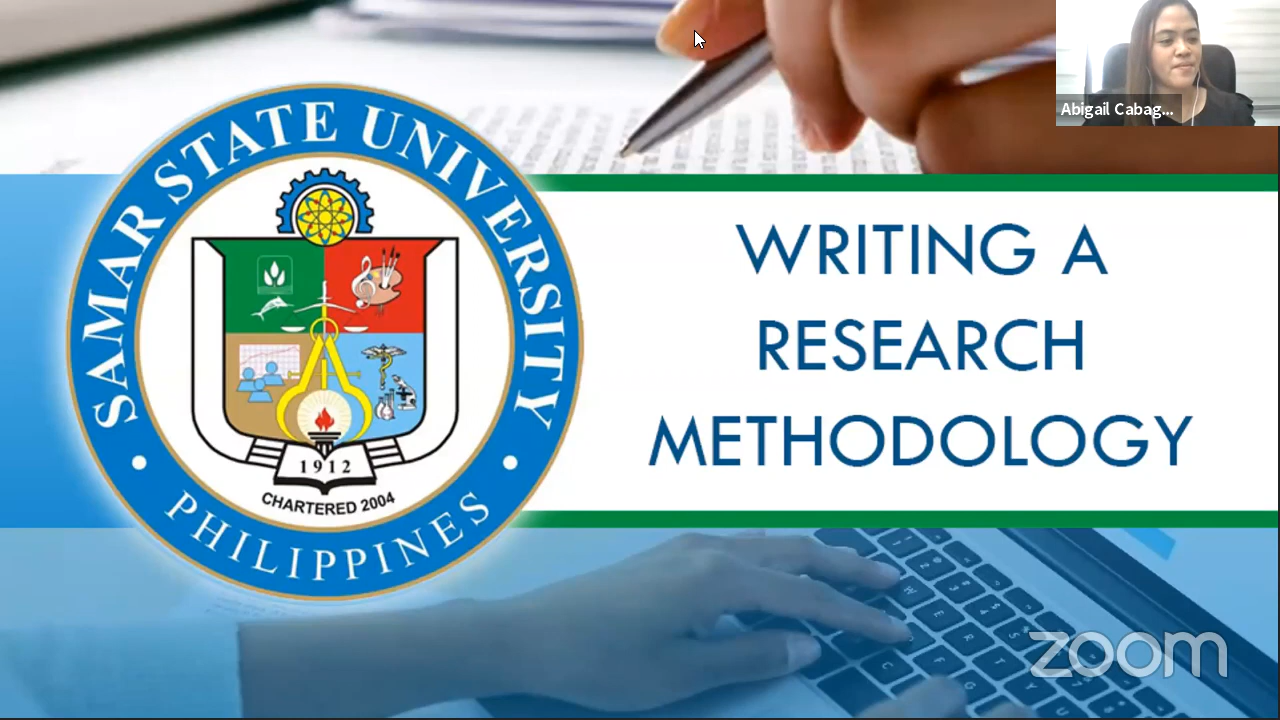 Abigail Cabag...
SAMAR STATE UNIVERSITY
PHILIPPINES
1912
CHARTERED 2004
WRITING A
RESEARCH
METHODOLOGY
zoom